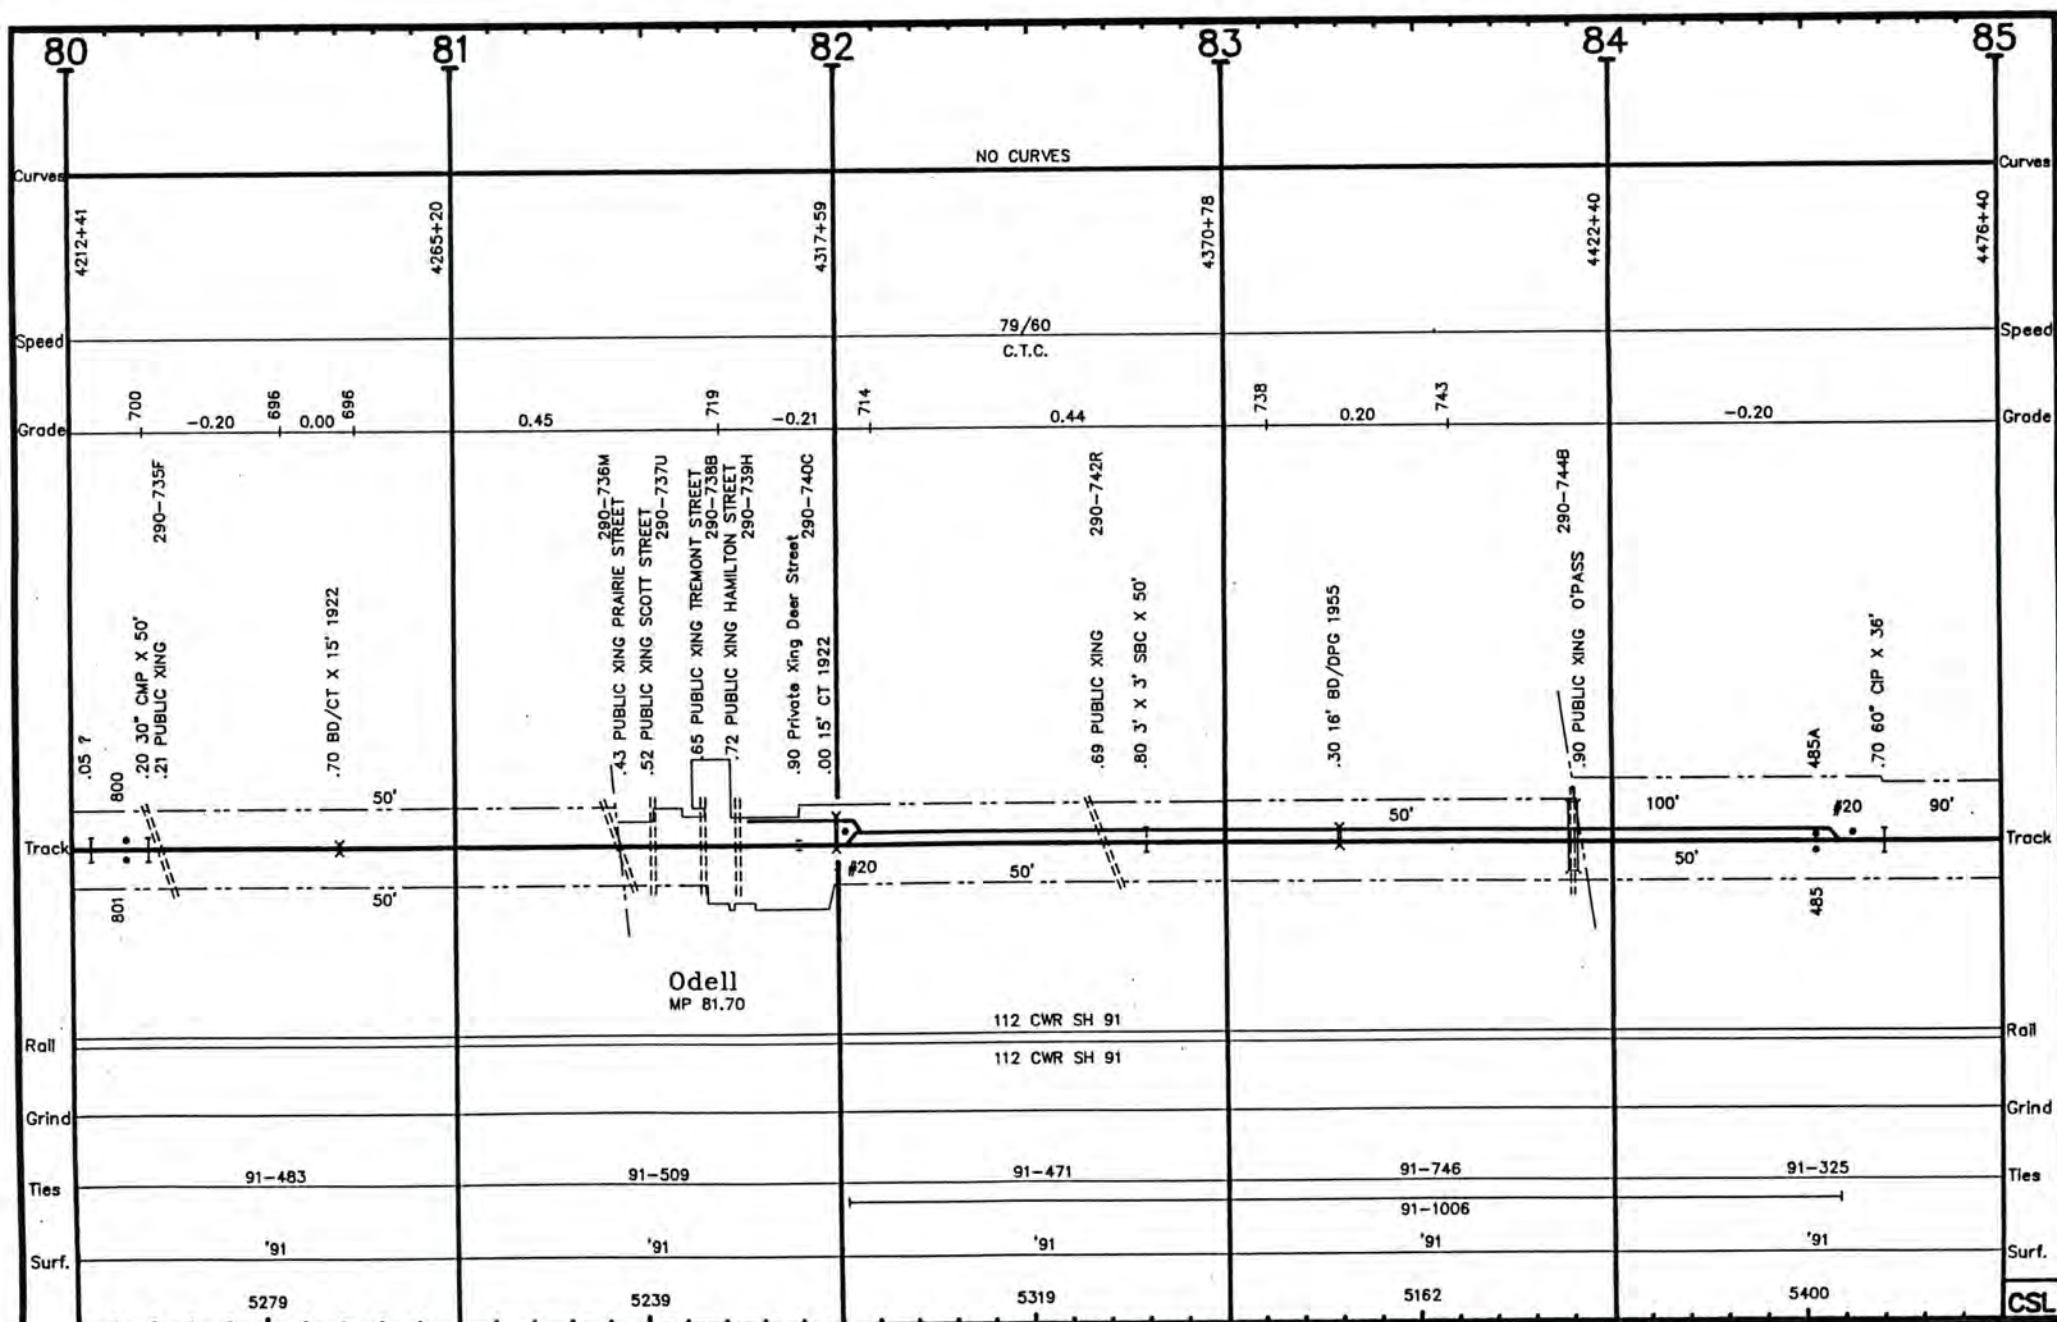 80 81 82 83 84 85
NO CURVES
Curves Curves
4212+41 4265+20 4317+59 4370+78 4422+40 4476+40
79/60
Speed Speed
C.T.C.
700 696 696 719 714 738 743
Grade -0.20 0.00 0.45 -0.21 0.44 0.20 -0.20 Grade
290-735F 290-736M 290-737U 290-738B 290-739H 290-740C 290-742R 290-744B
.05 ?
800
.20 30" CMP X 50'
.21 PUBLIC XING
.70 BD/CT X 15' 1922
.43 PUBLIC XING PRAIRIE STREET
.52 PUBLIC XING SCOTT STREET
.65 PUBLIC XING TREMONT STREET
.72 PUBLIC XING HAMILTON STREET
.90 Private Xing Deer Street
.00 15' CT 1922
.69 PUBLIC XING
.80 3' X 3' SBC X 50'
.30 16' BD/DPG 1955
.90 PUBLIC XING O'PASS
485A
.70 60" CIP X 36'
50' 50' 100' #20 90'
Track Track
50' #20 50' 50'
801 485
Odell
MP 81.70
112 CWR SH 91
Rail Rail
112 CWR SH 91
Grind Grind
91-483 91-509 91-471 91-746 91-325
Ties Ties
91-1006
'91 '91 '91 '91 '91
Surf. Surf.
5279 5239 5319 5162 5400
CSL